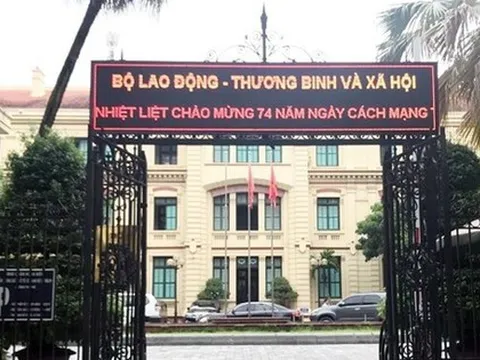 BỘ LAO ĐỘNG - THƯƠNG BINH VÀ XÃ HỘI
NHIỆT LIỆT CHÀO MỪNG 74 NĂM NGÀY CÁCH MẠNG T